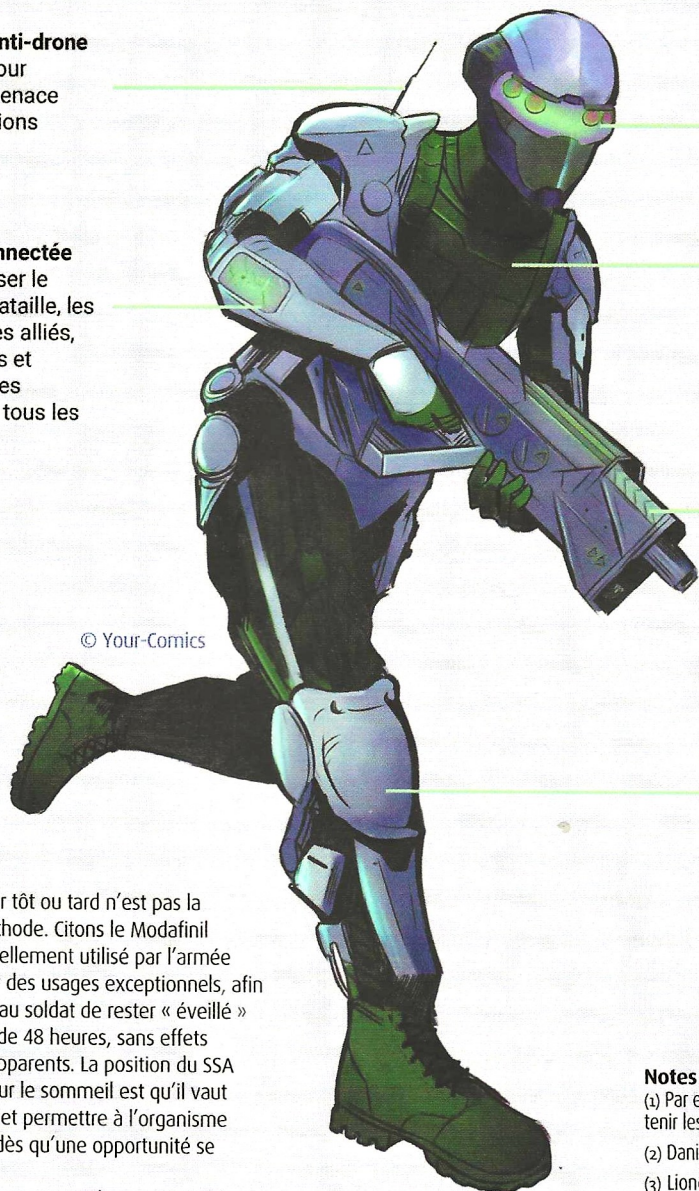 nti-drone
our
enace
ions
nnectée
ser le
ataille, les
es alliés,
s et
es
tous les
© Your-Comics
r tôt ou tard n'est pas la
thode. Citons le Modafinil
ellement utilisé par l'armée
r des usages exceptionnels, afin
au soldat de rester « éveillé »
de 48 heures, sans effets
pparents. La position du SSA
ur le sommeil est qu'il vaut
et permettre à l'organisme
dès qu'une opportunité se
Notes
(1) Par e
tenir les
(2) Dani
(3) Lion